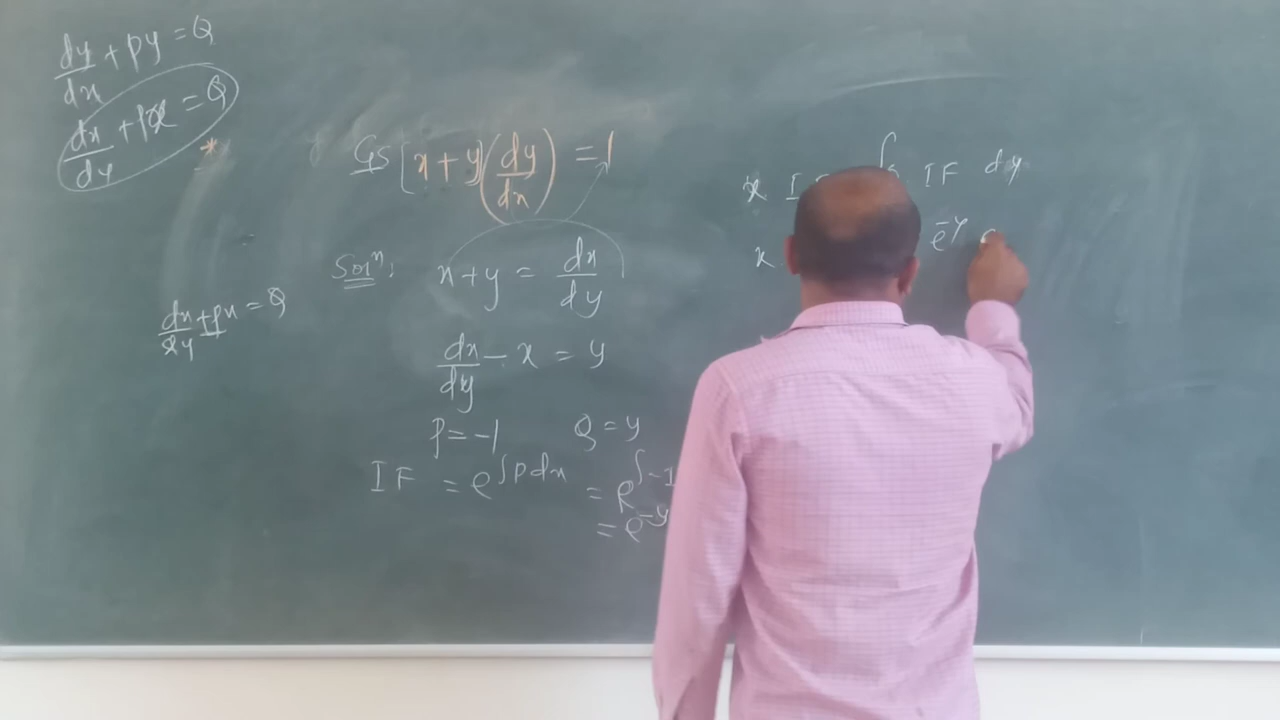 dy/dx + py = Q
dx/dy + px = Q
*
GS [x + y] (dy/dx) = 1
Solⁿ: x + y = dx/dy
dx/dy + px = Q
dx/dy − x = y
P = −1 Q = y
IF = e^∫P dx = e^∫−1
= e^−y
x I ∫ IF dy
x e^−y